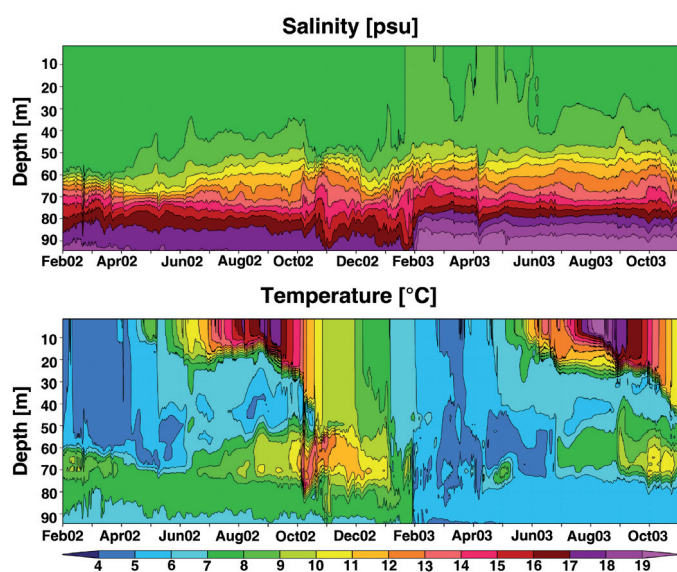 Salinity [psu]
Depth [m]
10
20
30
40
50
60
70
80
90
Feb02 Apr02 Jun02 Aug02 Oct02 Dec02 Feb03 Apr03 Jun03 Aug03 Oct03
Temperature [°C]
Depth [m]
10
20
30
40
50
60
70
80
90
Feb02 Apr02 Jun02 Aug02 Oct02 Dec02 Feb03 Apr03 Jun03 Aug03 Oct03
4 5 6 7 8 9 10 11 12 13 14 15 16 17 18 19